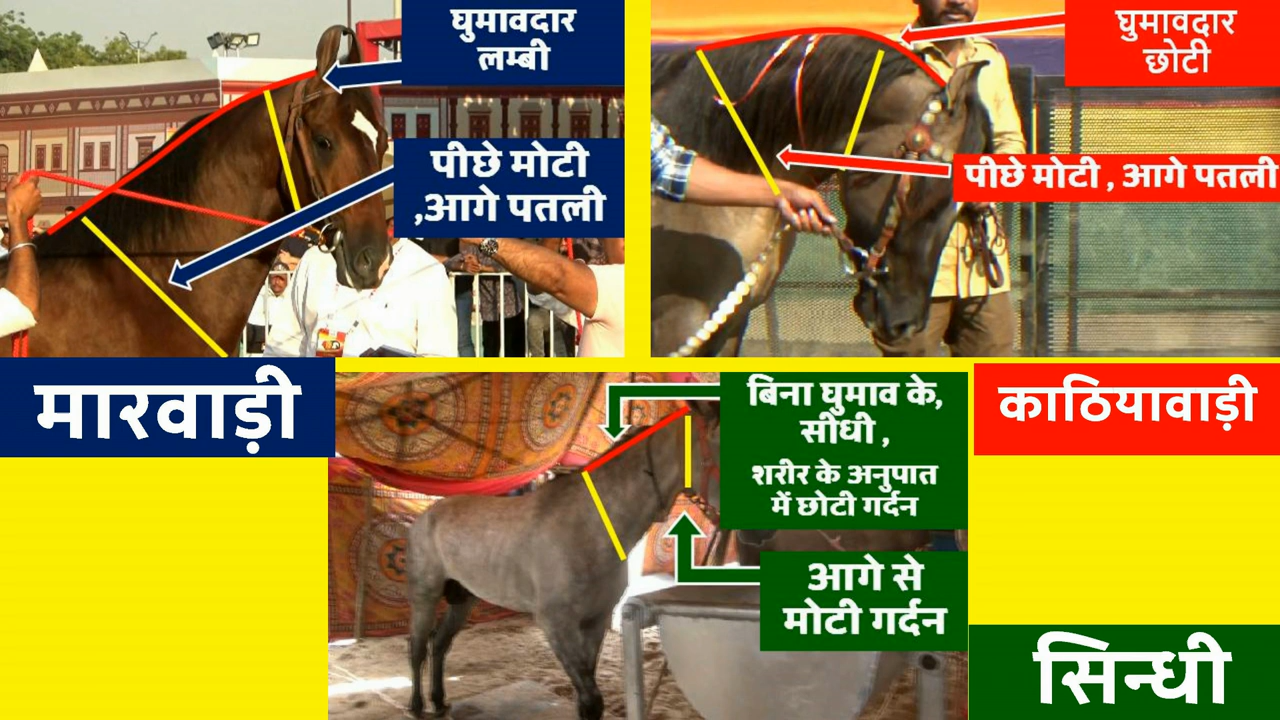 घुमावदार
लम्बी
पीछे मोटी
,आगे पतली
घुमावदार
छोटी
पीछे मोटी , आगे पतली
मारवाड़ी
काठियावाड़ी
बिना घुमाव के,
सीधी ,
शरीर के अनुपात
में छोटी गर्दन
आगे से
मोटी गर्दन
सिन्धी